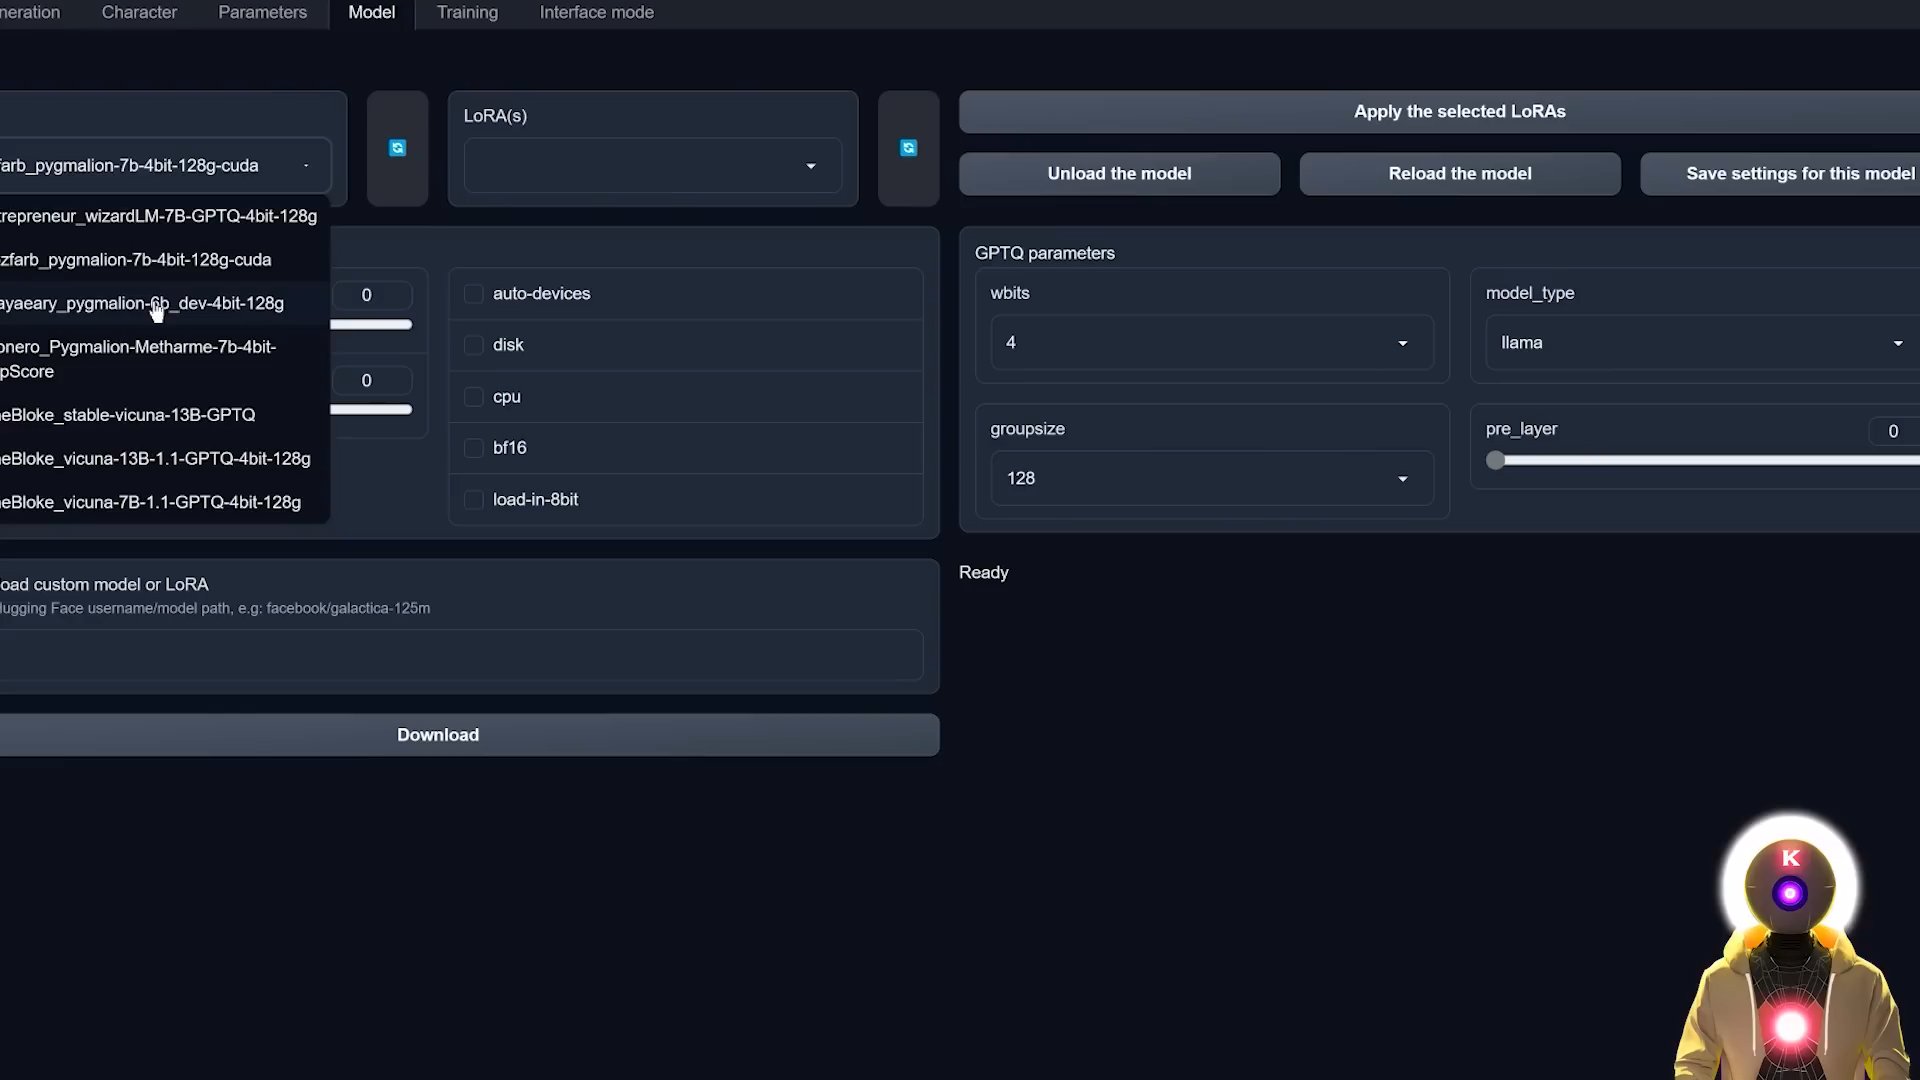 neration Character Parameters Model Training Interface mode
LoRA(s)
Apply the selected LoRAs
farb_pygmalion-7b-4bit-128g-cuda
Unload the model Reload the model Save settings for this model
trepreneur_wizardLM-7B-GPTQ-4bit-128g
zfarb_pygmalion-7b-4bit-128g-cuda
ayaeary_pygmalion-6b_dev-4bit-128g
onero_Pygmalion-Metharme-7b-4bit-
pScore
eBloke_stable-vicuna-13B-GPTQ
eBloke_vicuna-13B-1.1-GPTQ-4bit-128g
eBloke_vicuna-7B-1.1-GPTQ-4bit-128g
0
0
auto-devices
disk
cpu
bf16
load-in-8bit
GPTQ parameters
wbits
4
model_type
llama
groupsize
128
pre_layer
0
oad custom model or LoRA
lugging Face username/model path, e.g: facebook/galactica-125m
Download
Ready
K